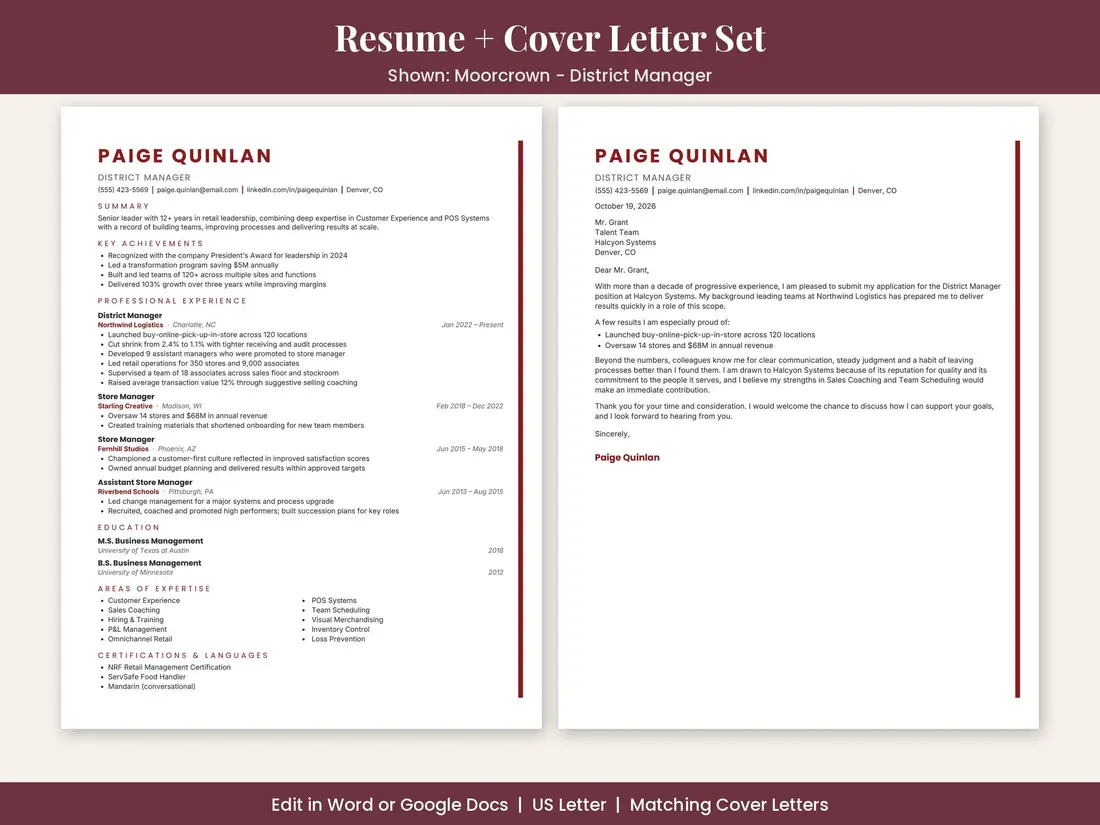 Resume + Cover Letter Set
Shown: Moorcrown - District Manager
PAIGE QUINLAN
DISTRICT MANAGER
(555) 423-5569 | paige.quinlan@email.com | linkedin.com/in/paigequinlan | Denver, CO
SUMMARY
Senior leader with 12+ years in retail leadership, combining deep expertise in Customer Experience and POS Systems
with a record of building teams, improving processes and delivering results at scale.
KEY ACHIEVEMENTS
• Recognized with the company President's Award for leadership in 2024
• Led a transformation program saving $5M annually
• Built and led teams of 120+ across multiple sites and functions
• Delivered 103% growth over three years while improving margins
PROFESSIONAL EXPERIENCE
District Manager
Northwind Logistics · Charlotte, NC Jan 2022 – Present
• Launched buy-online-pick-up-in-store across 120 locations
• Cut shrink from 2.4% to 1.1% with tighter receiving and audit processes
• Developed 9 assistant managers who were promoted to store manager
• Led retail operations for 350 stores and 9,000 associates
• Supervised a team of 18 associates across sales floor and stockroom
• Raised average transaction value 12% through suggestive selling coaching
Store Manager
Starling Creative · Madison, WI Feb 2018 – Dec 2022
• Oversaw 14 stores and $68M in annual revenue
• Created training materials that shortened onboarding for new team members
Store Manager
Fernhill Studios · Phoenix, AZ Jun 2015 – May 2018
• Championed a customer-first culture reflected in improved satisfaction scores
• Owned annual budget planning and delivered results within approved targets
Assistant Store Manager
Riverbend Schools · Pittsburgh, PA Jun 2013 – Aug 2015
• Led change management for a major systems and process upgrade
• Recruited, coached and promoted high performers; built succession plans for key roles
EDUCATION
M.S. Business Management
University of Texas at Austin 2018
B.S. Business Management
University of Minnesota 2012
AREAS OF EXPERTISE
• Customer Experience
• Sales Coaching
• Hiring & Training
• P&L Management
• Omnichannel Retail
• POS Systems
• Team Scheduling
• Visual Merchandising
• Inventory Control
• Loss Prevention
CERTIFICATIONS & LANGUAGES
• NRF Retail Management Certification
• ServSafe Food Handler
• Mandarin (conversational)
PAIGE QUINLAN
DISTRICT MANAGER
(555) 423-5569 | paige.quinlan@email.com | linkedin.com/in/paigequinlan | Denver, CO
October 19, 2026
Mr. Grant
Talent Team
Halcyon Systems
Denver, CO
Dear Mr. Grant,
With more than a decade of progressive experience, I am pleased to submit my application for the District Manager
position at Halcyon Systems. My background leading teams at Northwind Logistics has prepared me to deliver
results quickly in a role of this scope.
A few results I am especially proud of:
• Launched buy-online-pick-up-in-store across 120 locations
• Oversaw 14 stores and $68M in annual revenue
Beyond the numbers, colleagues know me for clear communication, steady judgment and a habit of leaving
processes better than I found them. I am drawn to Halcyon Systems because of its reputation for quality and its
commitment to the people it serves, and I believe my strengths in Sales Coaching and Team Scheduling would
make an immediate contribution.
Thank you for your time and consideration. I would welcome the chance to discuss how I can support your goals,
and I look forward to hearing from you.
Sincerely,
Paige Quinlan
Edit in Word or Google Docs | US Letter | Matching Cover Letters